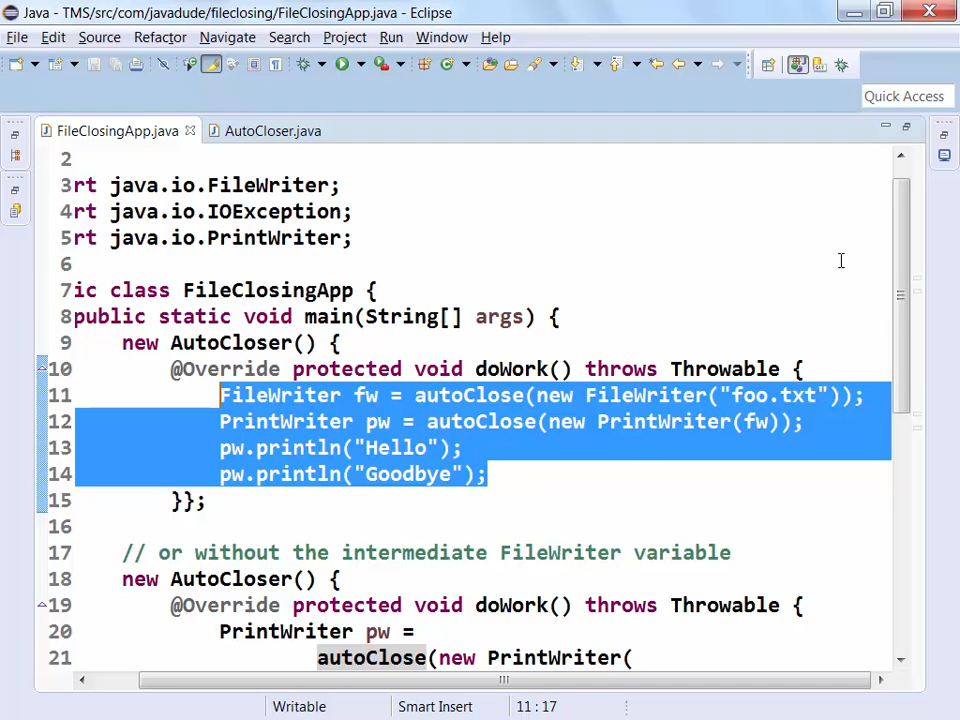 Java - TMS/src/com/javadude/fileclosing/FileClosingApp.java - Eclipse
File Edit Source Refactor Navigate Search Project Run Window Help
Quick Access
FileClosingApp.java AutoCloser.java
2
3rt java.io.FileWriter;
4rt java.io.IOException;
5rt java.io.PrintWriter;
6
7ic class FileClosingApp {
8public static void main(String[] args) {
9 new AutoCloser() {
10 @Override protected void doWork() throws Throwable {
11 FileWriter fw = autoClose(new FileWriter("foo.txt"));
12 PrintWriter pw = autoClose(new PrintWriter(fw));
13 pw.println("Hello");
14 pw.println("Goodbye");
15 }};
16
17 // or without the intermediate FileWriter variable
18 new AutoCloser() {
19 @Override protected void doWork() throws Throwable {
20 PrintWriter pw =
21 autoClose(new PrintWriter(
Writable Smart Insert 11 : 17